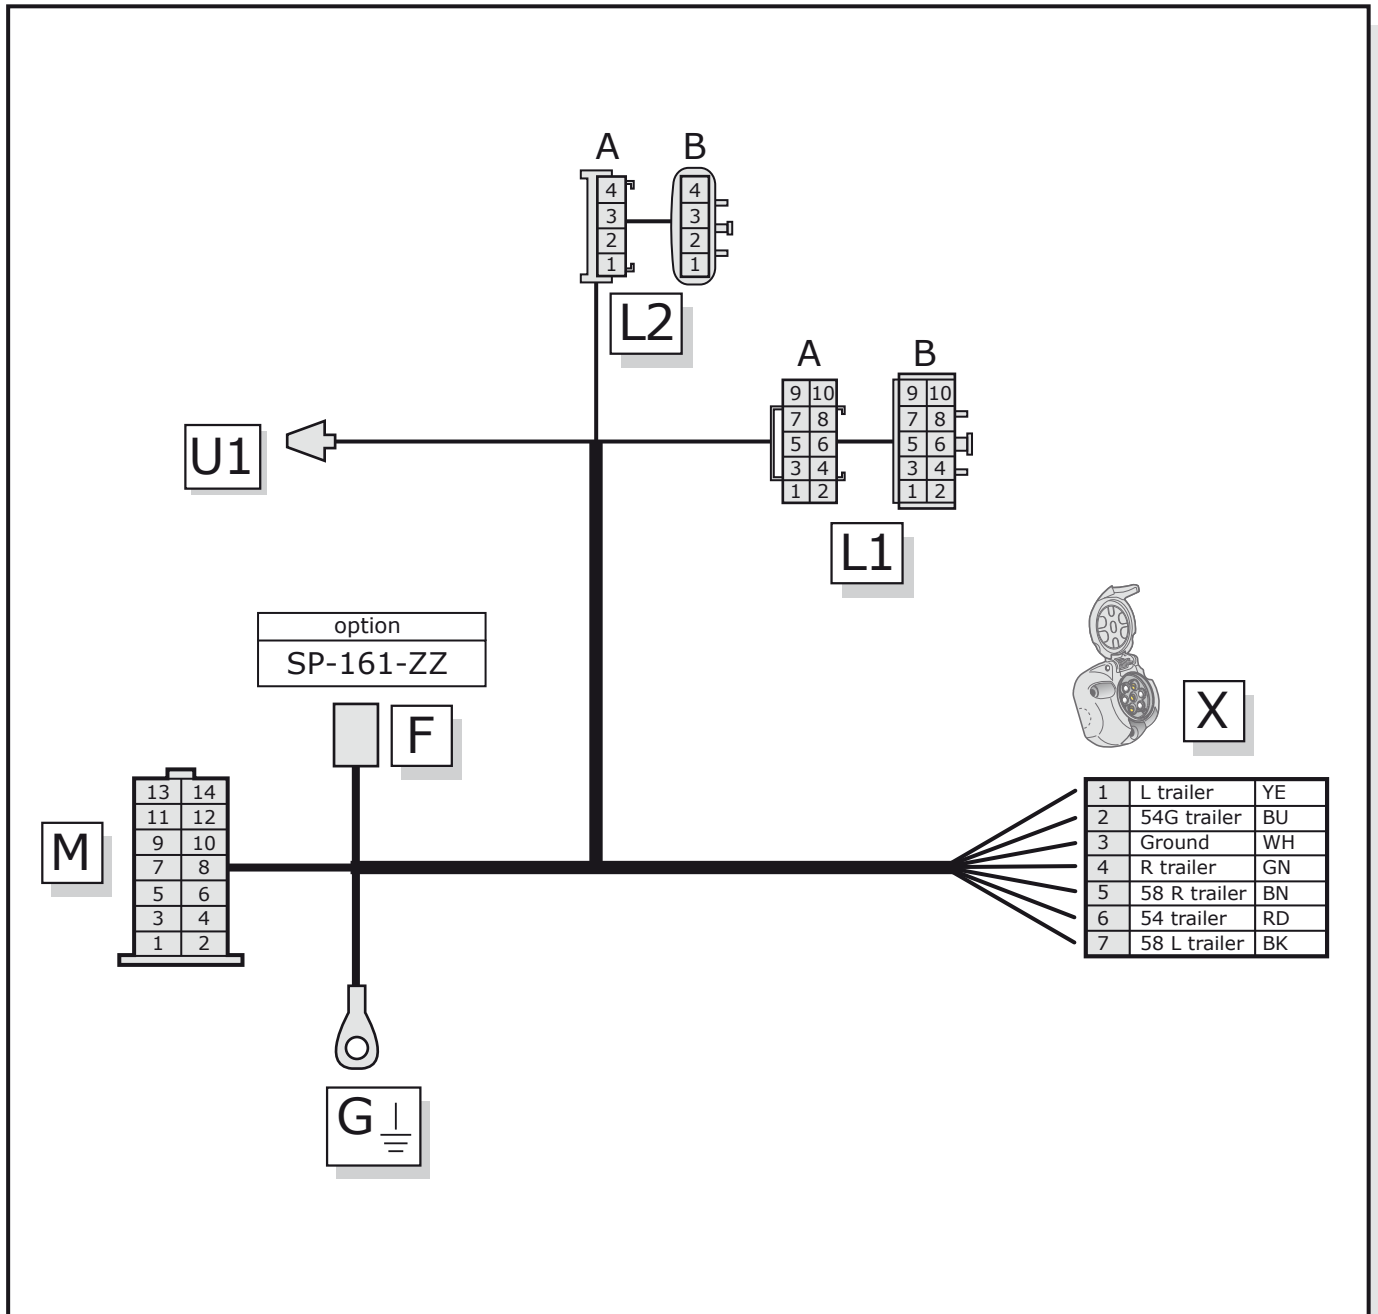 A B
4 4
3 3
2 2
1 1
L2
A B
9 10 9 10
7 8 7 8
5 6 5 6
3 4 3 4
1 2 1 2
U1
L1
option
SP-161-ZZ
F
X
13 14
11 12
9 10
7 8
5 6
3 4
1 2
M
1 L trailer YE
2 54G trailer BU
3 Ground WH
4 R trailer GN
5 58 R trailer BN
6 54 trailer RD
7 58 L trailer BK
G